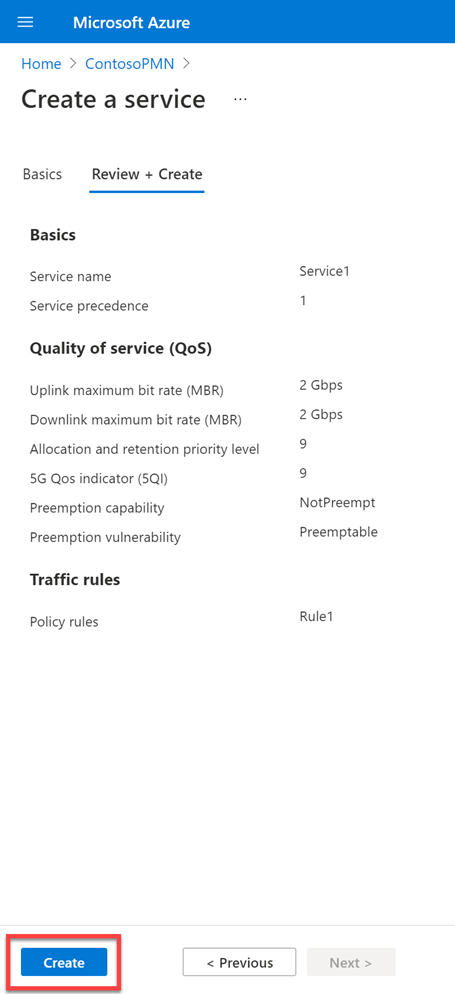 Microsoft Azure
Home > ContosoPMN >
Create a service ...
Basics Review + Create
Basics
Service name Service1
Service precedence 1
Quality of service (QoS)
Uplink maximum bit rate (MBR) 2 Gbps
Downlink maximum bit rate (MBR) 2 Gbps
Allocation and retention priority level 9
5G Qos indicator (5QI) 9
Preemption capability NotPreempt
Preemption vulnerability Preemptable
Traffic rules
Policy rules Rule1
Create < Previous Next >